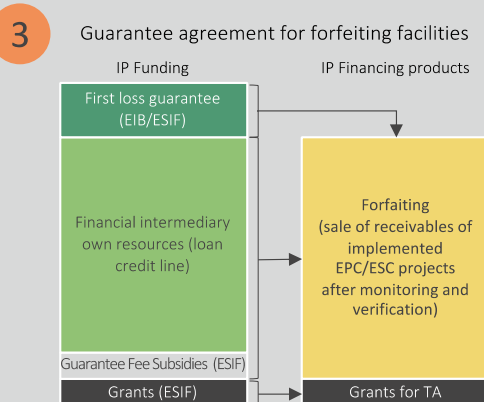 3
Guarantee agreement for forfeiting facilities
IP Funding
IP Financing products
First loss guarantee
(EIB/ESIF)
Financial intermediary
own resources (loan
credit line)
Forfaiting
(sale of receivables of
implemented
EPC/ESC projects
after monitoring and
verification)
Guarantee Fee Subsidies (ESIF)
Grants (ESIF)
Grants for TA